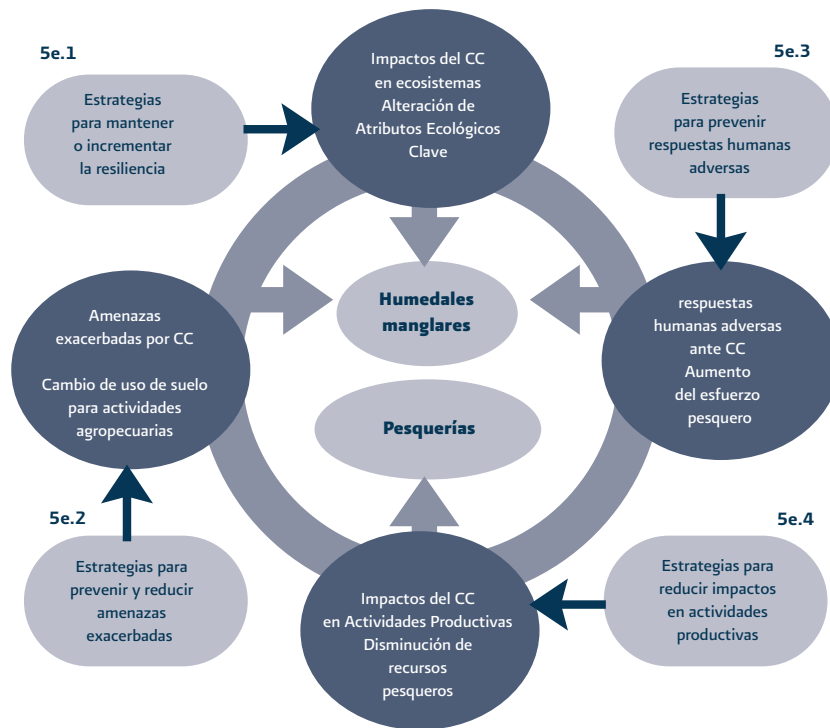 5e.1
Estrategias
para mantener
o incrementar
la resiliencia
Impactos del CC
en ecosistemas
Alteración de
Atributos Ecológicos
Clave
5e.3
Estrategias
para prevenir
respuestas humanas
adversas
Amenazas
exacerbadas por CC
Cambio de uso de suelo
para actividades
agropecuarias
Humedales
manglares
Pesquerías
respuestas
humanas adversas
ante CC
Aumento
del esfuerzo
pesquero
5e.2
Estrategias para
prevenir y reducir
amenazas
exacerbadas
Impactos del CC
en Actividades Productivas
Disminución de
recursos
pesqueros
5e.4
Estrategias para
reducir impactos
en actividades
productivas